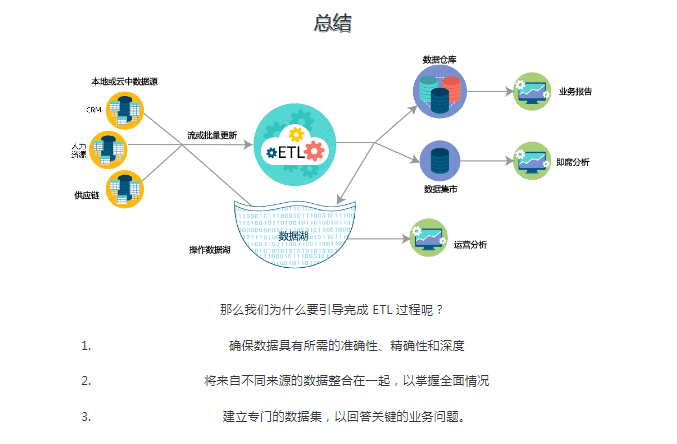 总结
数据仓库
本地或云中数据源
CRM
业务报告
流或批量更新
ETL
人力
资源
即席分析
供应链
数据集市
数据湖
操作数据湖
运营分析
那么我们为什么要引导完成 ETL 过程呢？
1. 确保数据具有所需的准确性、精确性和深度
2. 将来自不同来源的数据整合在一起，以掌握全面情况
3. 建立专门的数据集，以回答关键的业务问题。